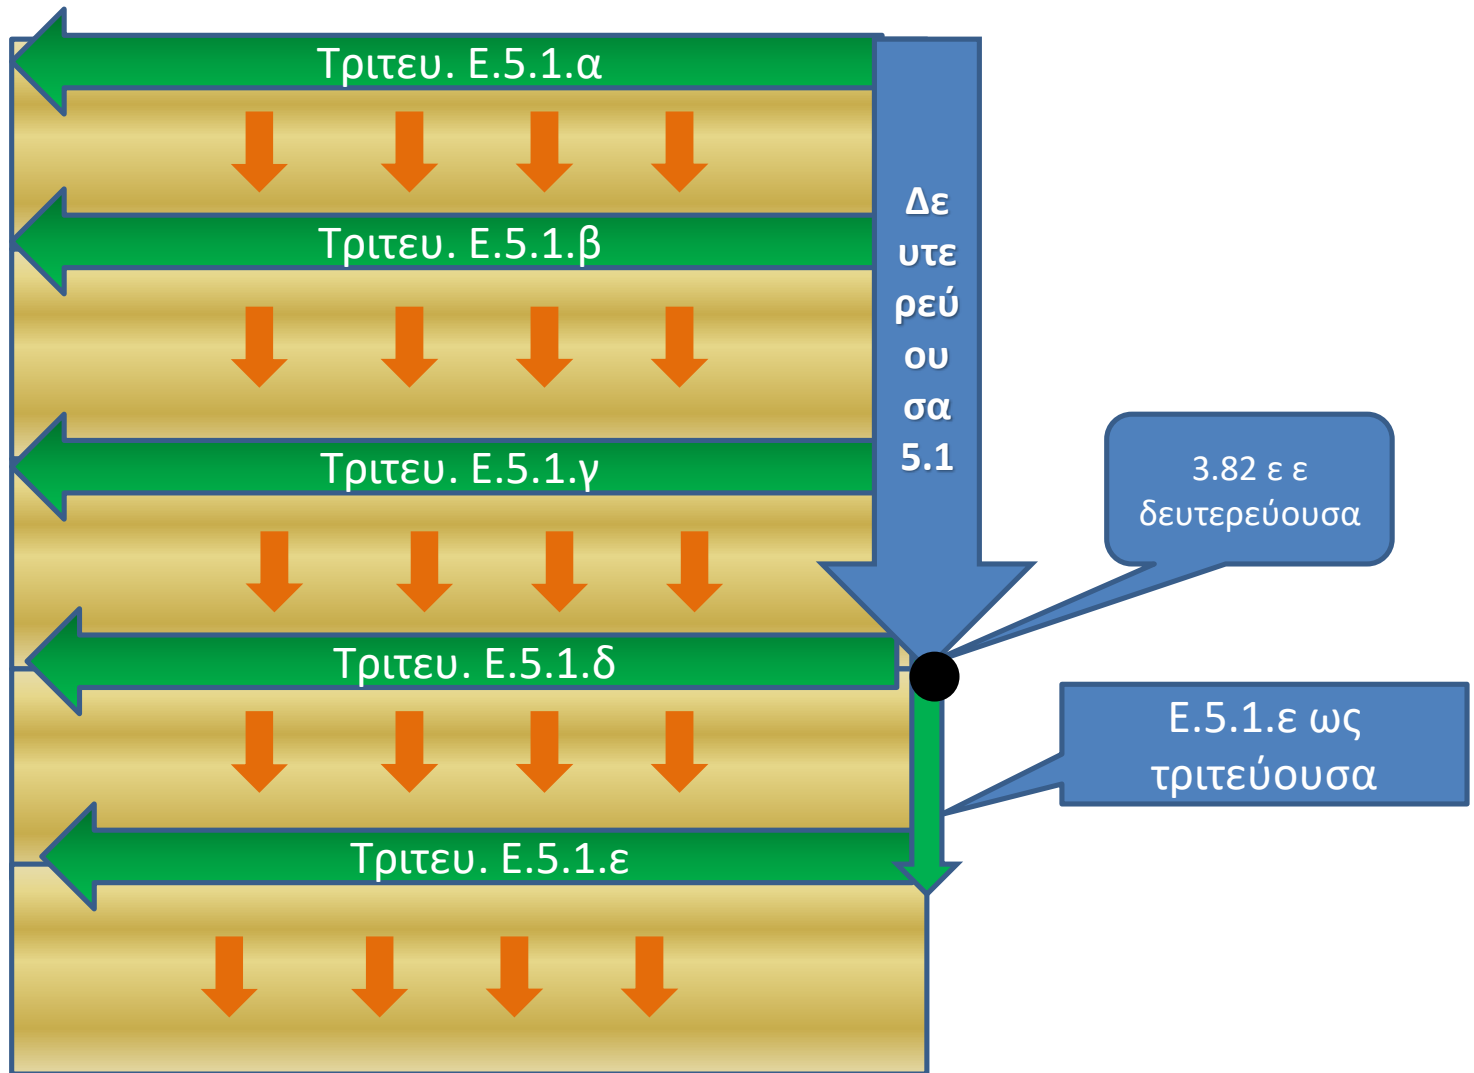 Τριτευ. Ε.5.1.α
Τριτευ. Ε.5.1.β
Τριτευ. Ε.5.1.γ
Τριτευ. Ε.5.1.δ
Τριτευ. Ε.5.1.ε
Δε
υτε
ρεύ
ου
σα
5.1
3.82 ε ε
δευτερεύουσα
Ε.5.1.ε ως
τριτεύουσα